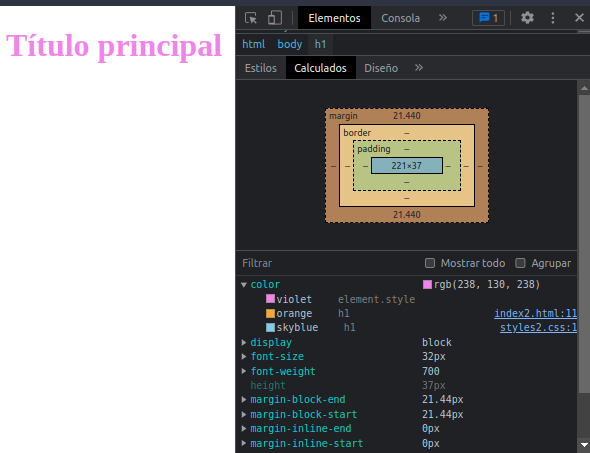 Elementos Consola » 1
Título principal
html body h1
Estilos Calculados Diseño »
margin 21.440
border –
padding –
– – – 221×37 – – –
–
–
21.440
Filtrar Mostrar todo Agrupar
color rgb(238, 130, 238)
violet element.style
orange h1 index2.html:11
skyblue h1 styles2.css:1
display block
font-size 32px
font-weight 700
height 37px
margin-block-end 21.44px
margin-block-start 21.44px
margin-inline-end 0px
margin-inline-start 0px